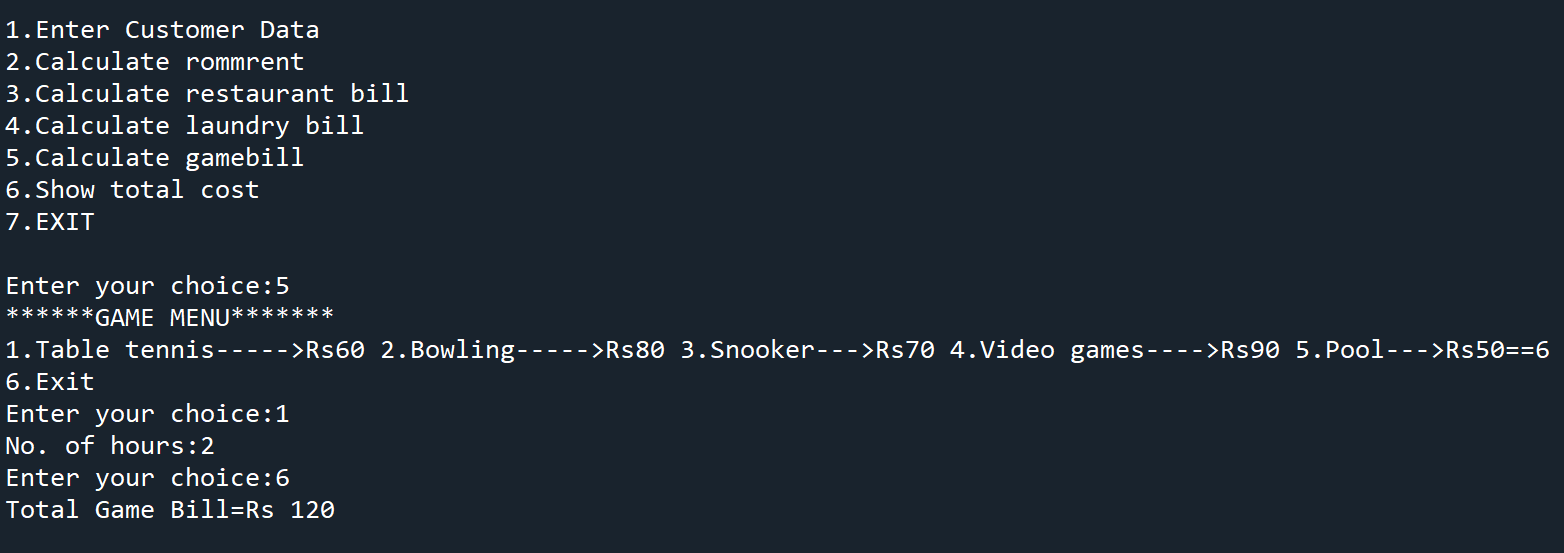 1.Enter Customer Data
2.Calculate rommrent
3.Calculate restaurant bill
4.Calculate laundry bill
5.Calculate gamebill
6.Show total cost
7.EXIT
Enter your choice:5
******GAME MENU*******
1.Table tennis----->Rs60 2.Bowling----->Rs80 3.Snooker--->Rs70 4.Video games---->Rs90 5.Pool--->Rs50==6
6.Exit
Enter your choice:1
No. of hours:2
Enter your choice:6
Total Game Bill=Rs 120